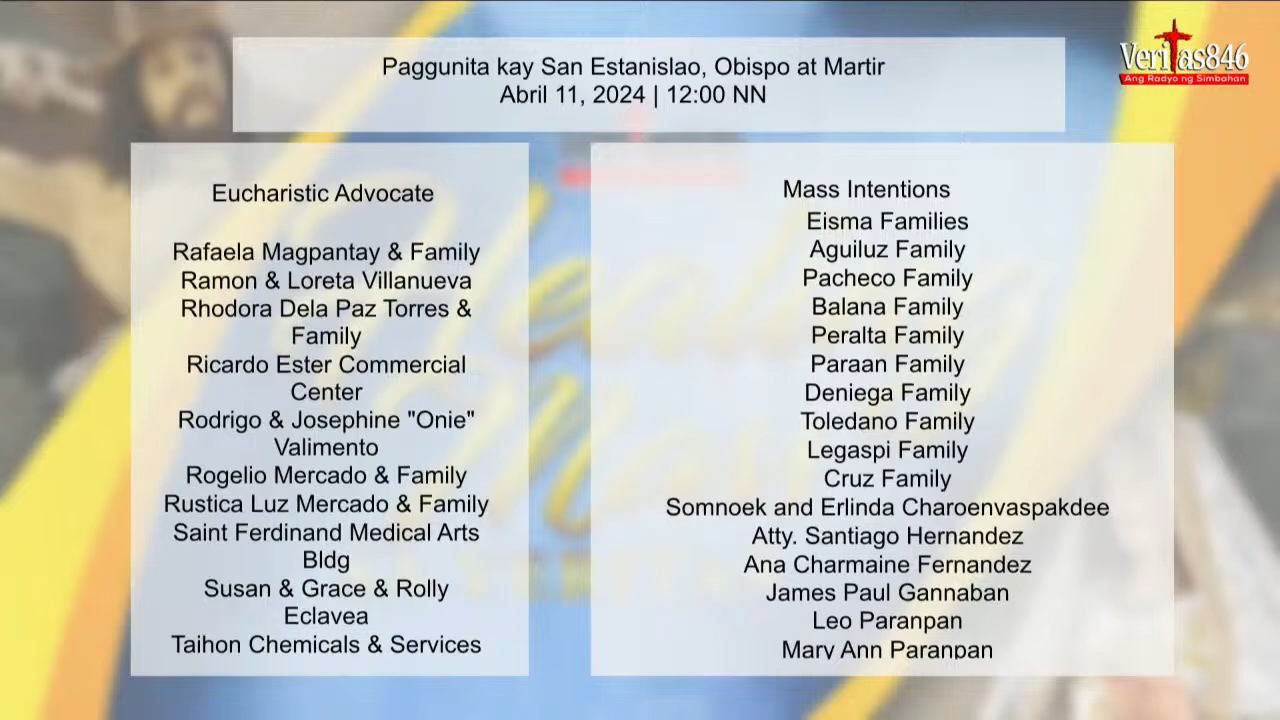 Paggunita kay San Estanislao, Obispo at Martir
Abril 11, 2024 | 12:00 NN
Veritas846
Ang Radyo ng Simbahan
Eucharistic Advocate
Rafaela Magpantay & Family
Ramon & Loreta Villanueva
Rhodora Dela Paz Torres &
Family
Ricardo Ester Commercial
Center
Rodrigo & Josephine "Onie"
Valimento
Rogelio Mercado & Family
Rustica Luz Mercado & Family
Saint Ferdinand Medical Arts
Bldg
Susan & Grace & Rolly
Eclavea
Taihon Chemicals & Services
Mass Intentions
Eisma Families
Aguiluz Family
Pacheco Family
Balana Family
Peralta Family
Paraan Family
Deniega Family
Toledano Family
Legaspi Family
Cruz Family
Somnoek and Erlinda Charoenvaspakdee
Atty. Santiago Hernandez
Ana Charmaine Fernandez
James Paul Gannaban
Leo Paranpan
Mary Ann Paranpan